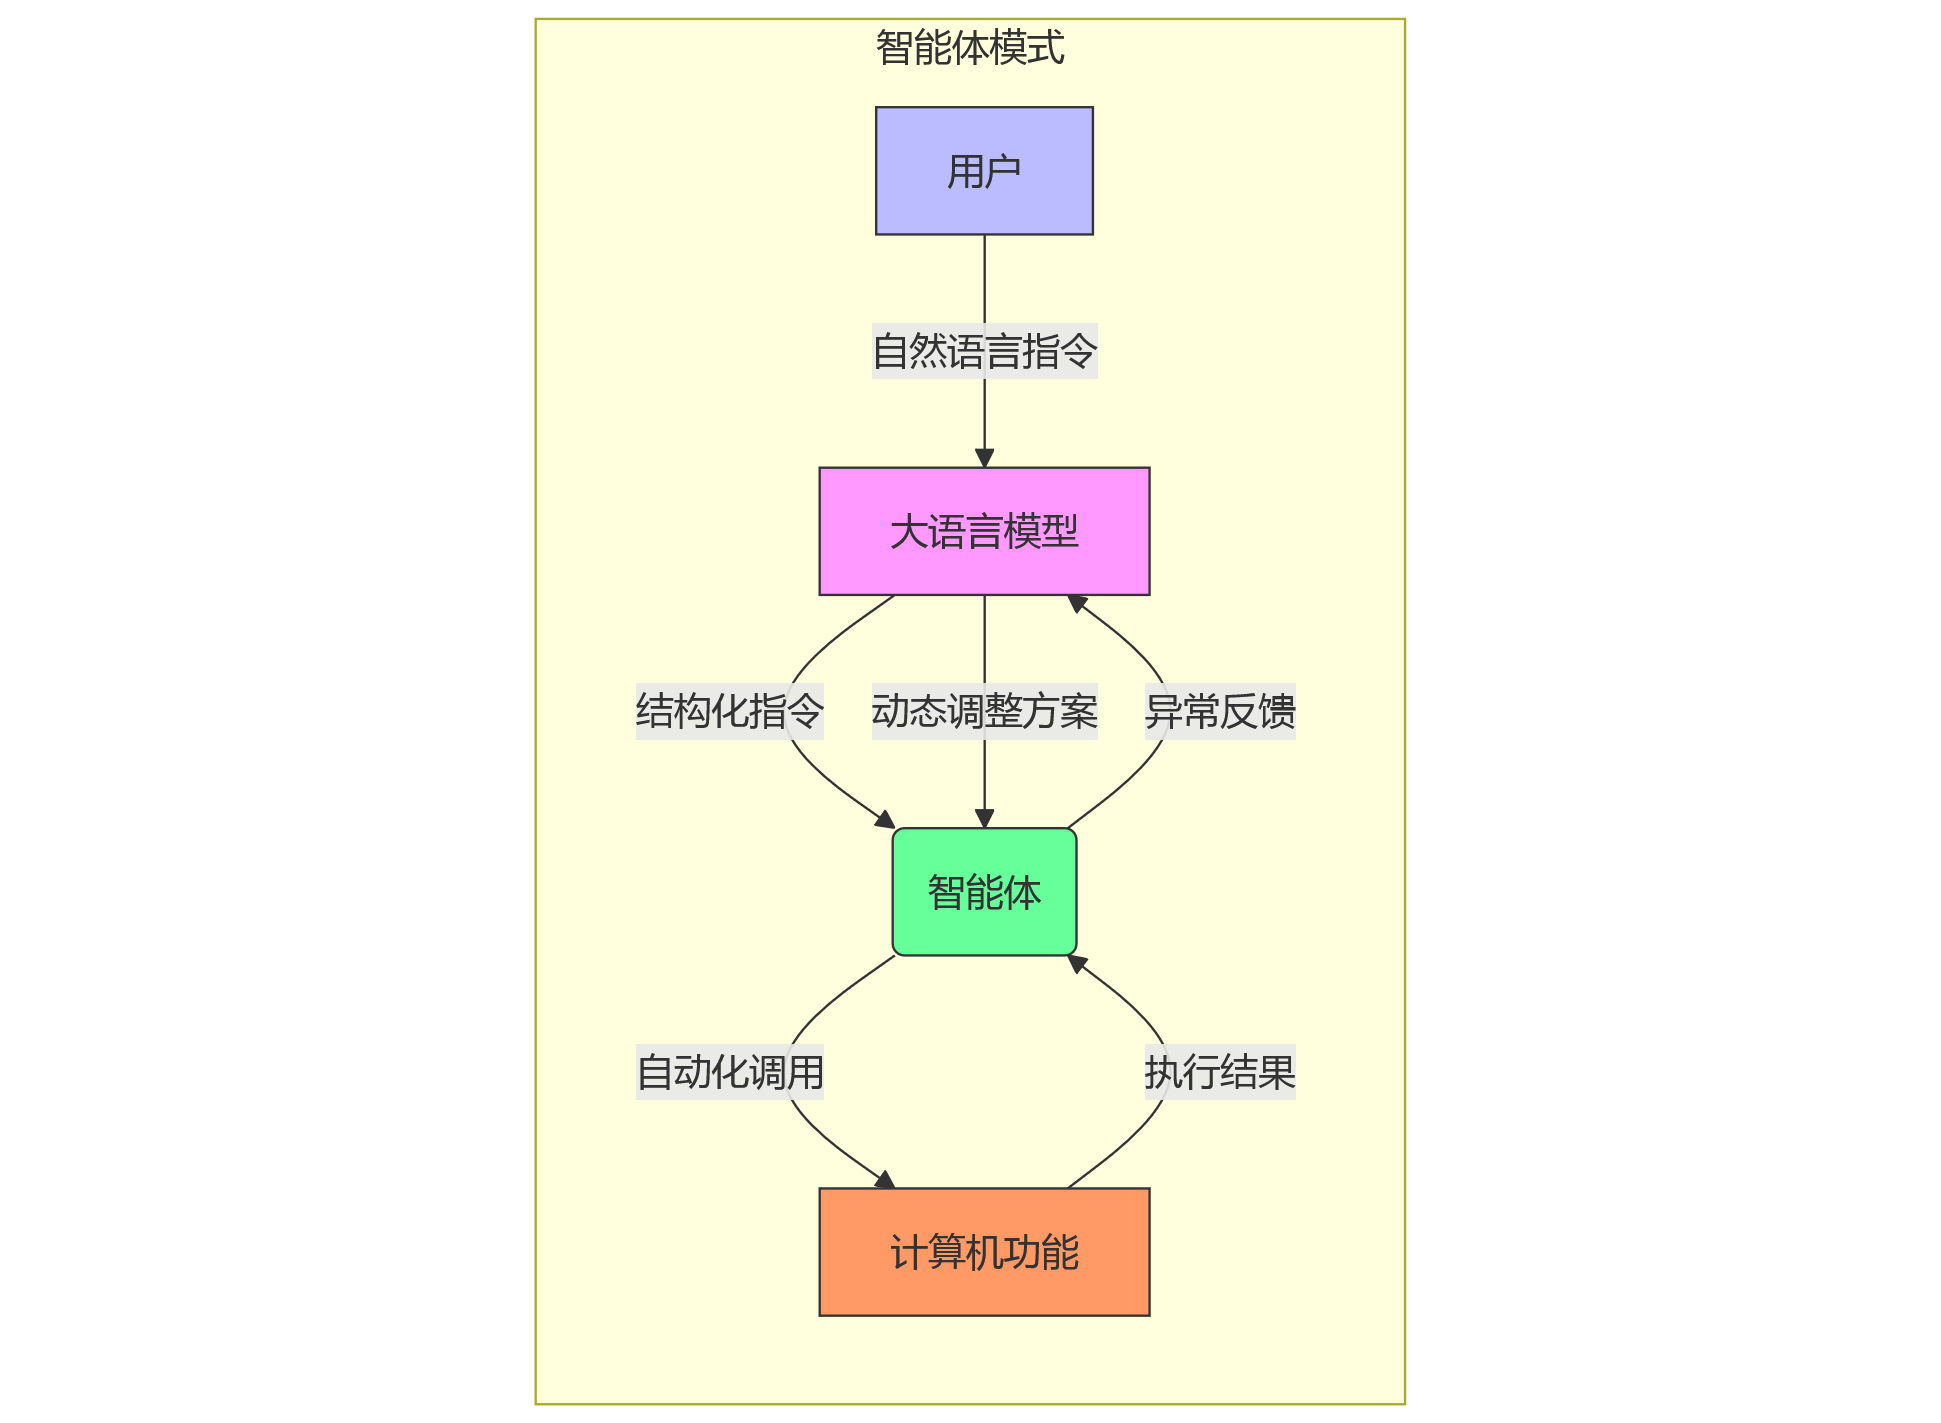 智能体模式
用户
自然语言指令
大语言模型
结构化指令
动态调整方案
异常反馈
智能体
自动化调用
执行结果
计算机功能